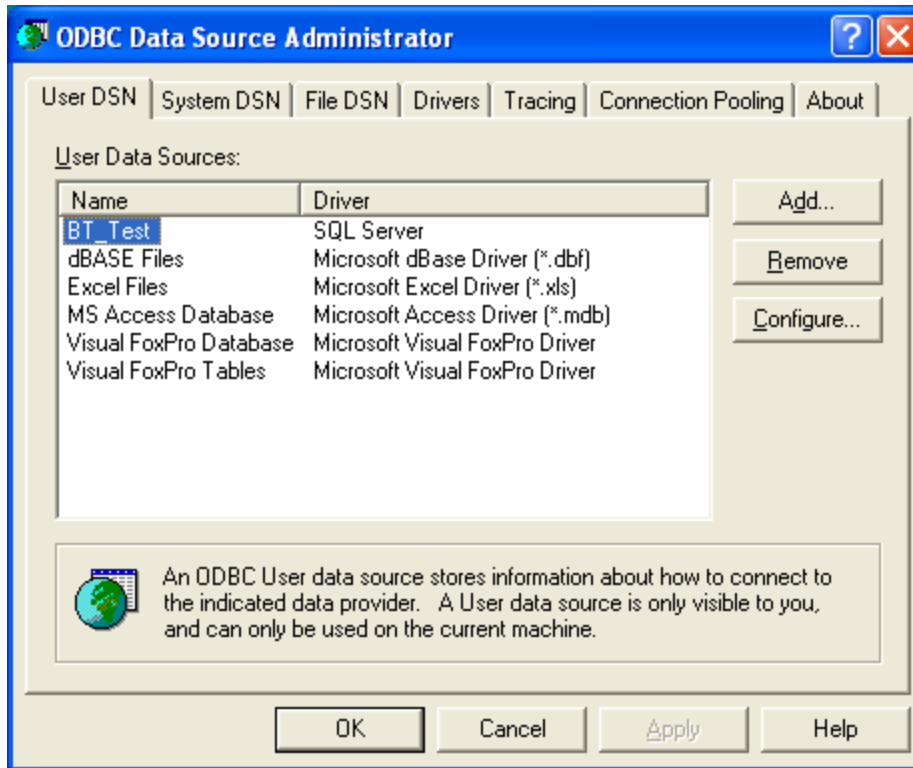 ODBC Data Source Administrator
User DSN System DSN File DSN Drivers Tracing Connection Pooling About
User Data Sources:
Name Driver
BT_Test SQL Server
dBASE Files Microsoft dBase Driver (*.dbf)
Excel Files Microsoft Excel Driver (*.xls)
MS Access Database Microsoft Access Driver (*.mdb)
Visual FoxPro Database Microsoft Visual FoxPro Driver
Visual FoxPro Tables Microsoft Visual FoxPro Driver
Add...
Remove
Configure...
An ODBC User data source stores information about how to connect to
the indicated data provider. A User data source is only visible to you,
and can only be used on the current machine.
OK Cancel Apply Help